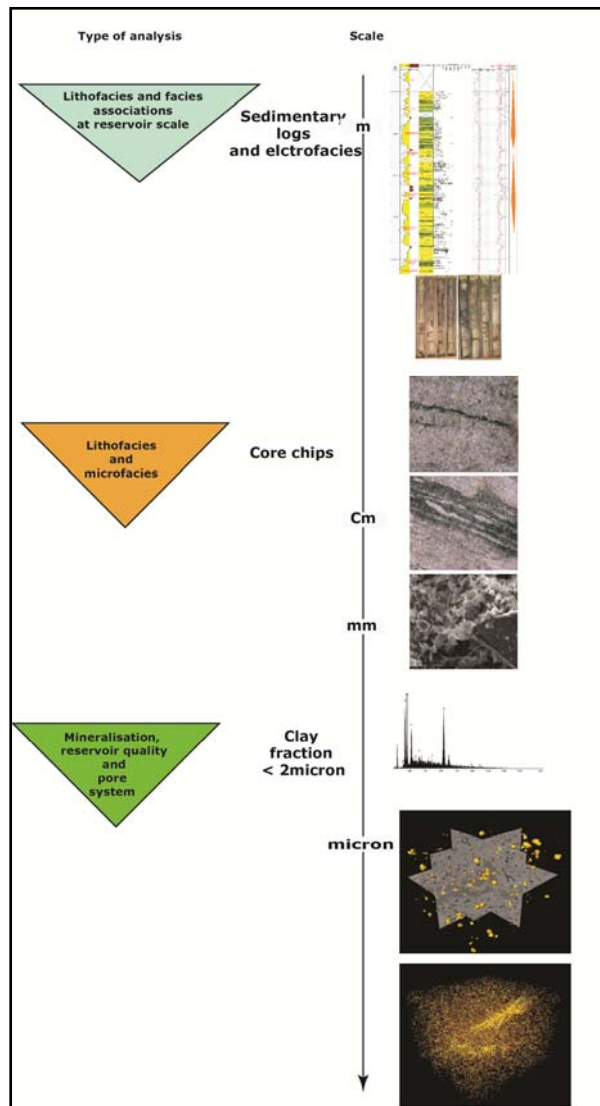 Type of analysis
Scale
Lithofacies and facies
associations
at reservoir scale
Sedimentary
logs
and elctrofacies
m
Lithofacies
and
microfacies
Core chips
Cm
mm
Mineralisation,
reservoir quality
and
pore
system
Clay
fraction
< 2micron
micron